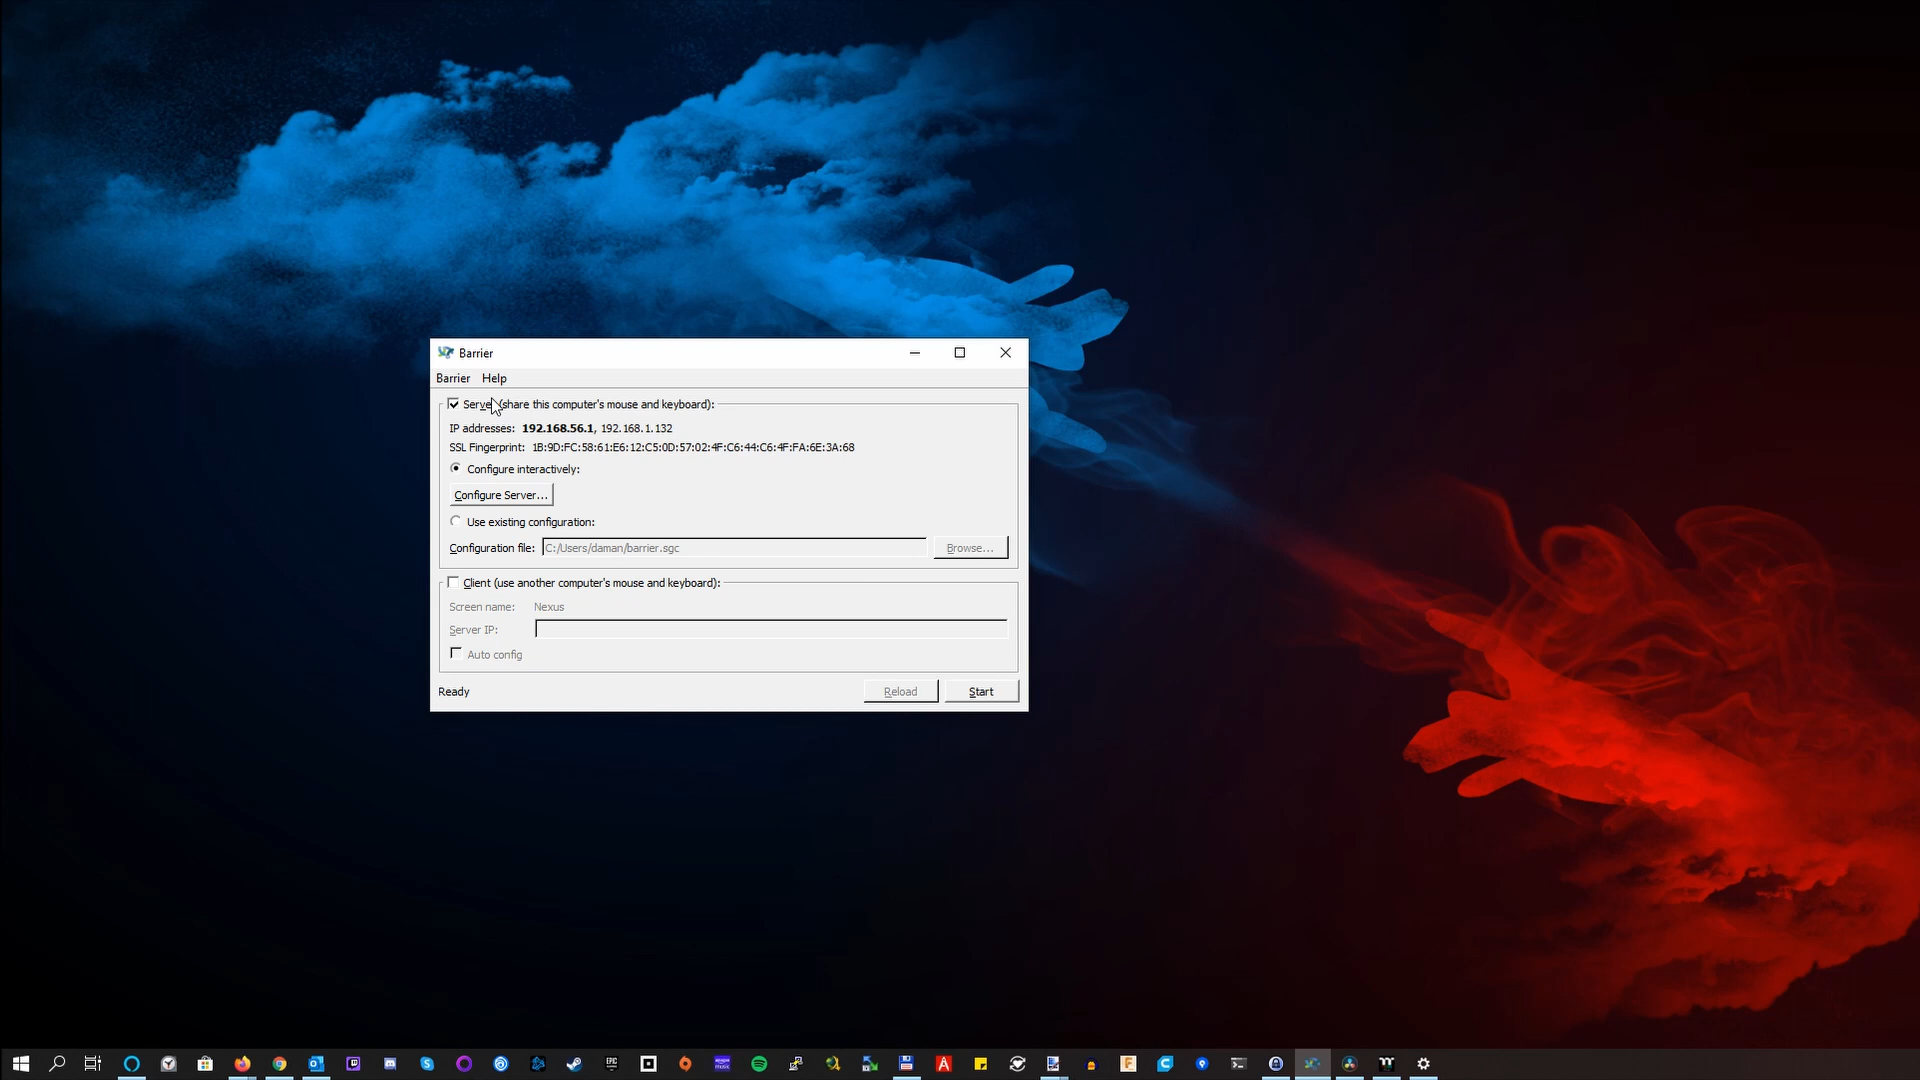 Barrier
Barrier Help
Server (share this computer's mouse and keyboard):
IP addresses: 192.168.56.1, 192.168.1.132
SSL Fingerprint: 1B:9D:FC:58:61:E6:12:C5:0D:57:02:4F:C6:44:C6:4F:FA:6E:3A:68
Configure interactively:
Configure Server...
Use existing configuration:
Configuration file: C:/Users/daman/barrier.sgc Browse...
Client (use another computer's mouse and keyboard):
Screen name: Nexus
Server IP:
Auto config
Ready Reload Start